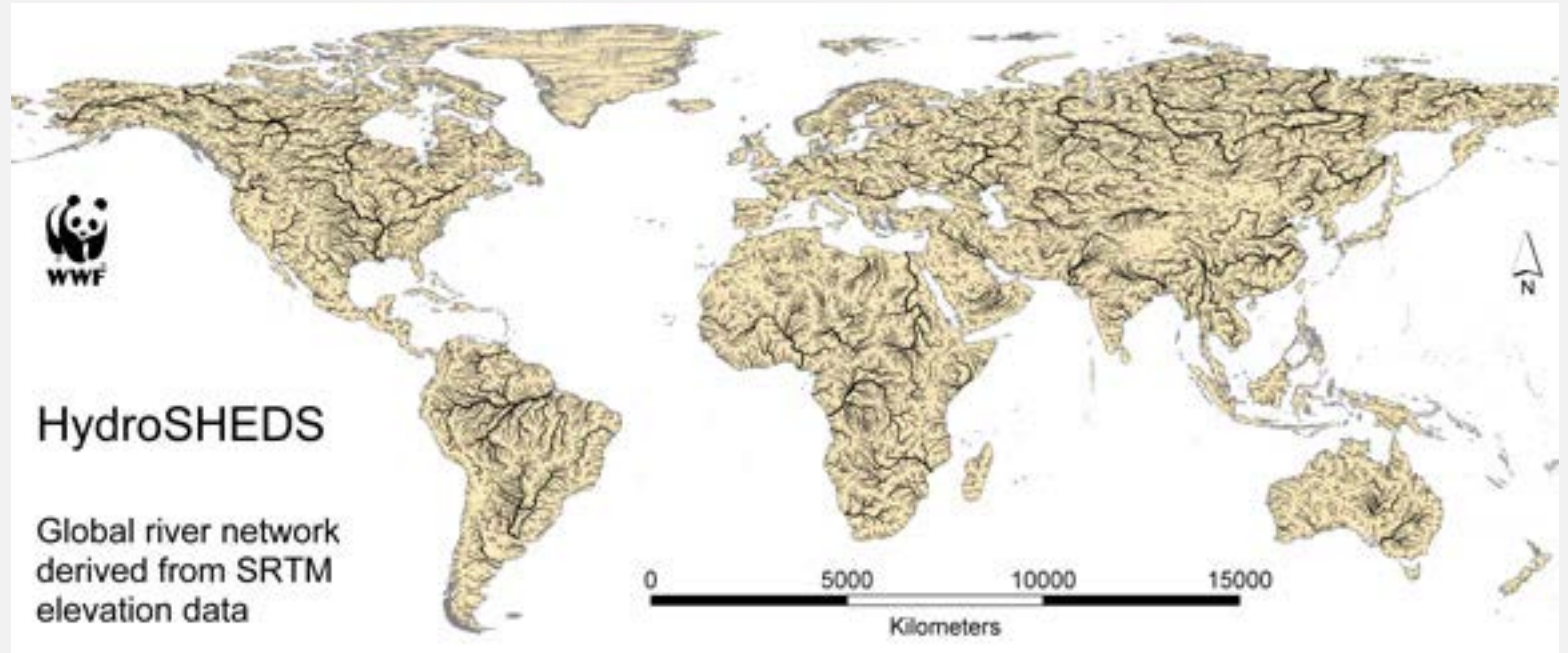 WWF
N
HydroSHEDS
Global river network
derived from SRTM
elevation data
0 5000 10000 15000
Kilometers